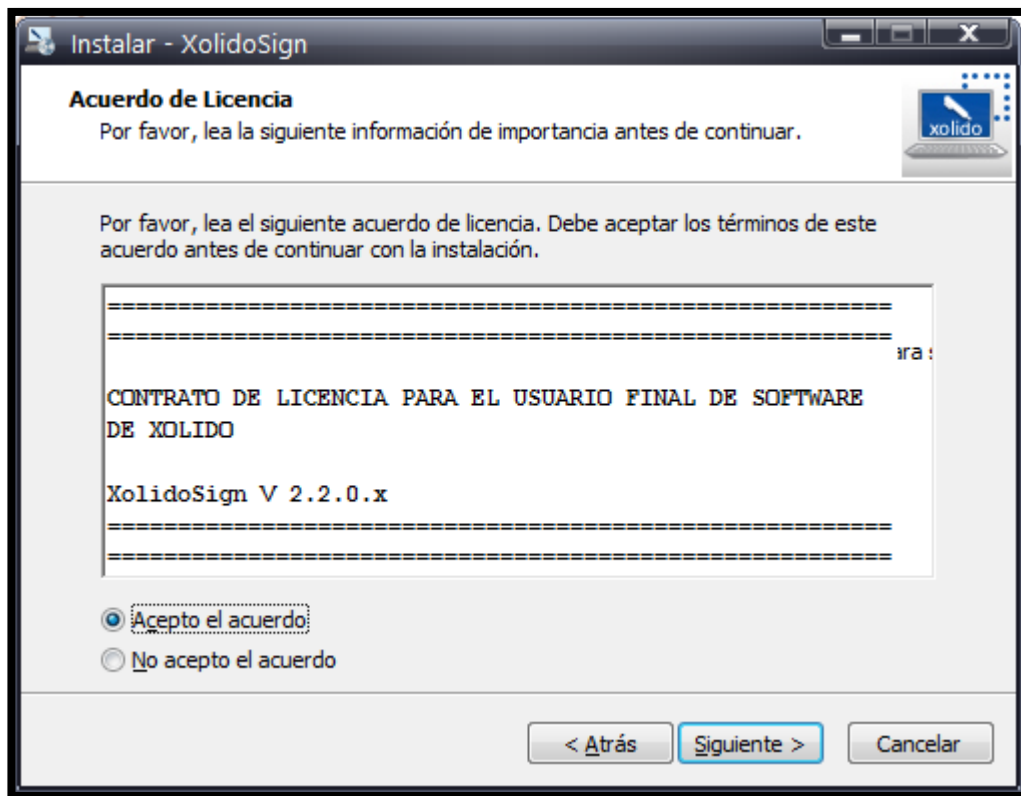 Instalar - XolidoSign
Acuerdo de Licencia
Por favor, lea la siguiente información de importancia antes de continuar.
xolido
Por favor, lea el siguiente acuerdo de licencia. Debe aceptar los términos de este
acuerdo antes de continuar con la instalación.
========================================================
========================================================
CONTRATO DE LICENCIA PARA EL USUARIO FINAL DE SOFTWARE
DE XOLIDO
XolidoSign V 2.2.0.x
========================================================
========================================================
Acepto el acuerdo
No acepto el acuerdo
< Atrás
Siguiente >
Cancelar